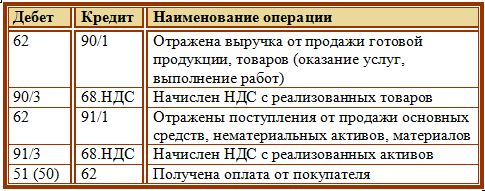 Дебет Кредит Наименование операции
62 90/1 Отражена выручка от продажи готовой
продукции, товаров (оказание услуг,
выполнение работ)
90/3 68.НДС Начислен НДС с реализованных товаров
62 91/1 Отражены поступления от продажи основных
средств, нематериальных активов, материалов
91/3 68.НДС Начислен НДС с реализованных активов
51 (50) 62 Получена оплата от покупателя